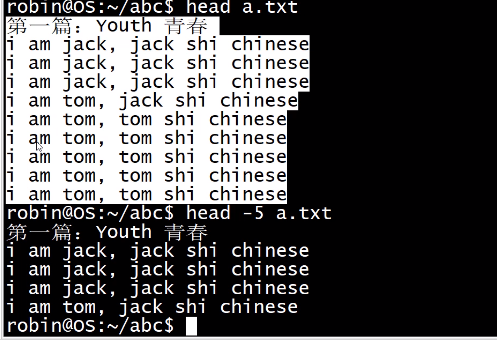 robin@OS:~/abc$ head a.txt
第一篇：Youth 青春
i am jack, jack shi chinese
i am jack, jack shi chinese
i am jack, jack shi chinese
i am tom, jack shi chinese
i am tom, tom shi chinese
i am tom, tom shi chinese
i am tom, tom shi chinese
i am tom, tom shi chinese
i am tom, tom shi chinese
robin@OS:~/abc$ head -5 a.txt
第一篇：Youth 青春
i am jack, jack shi chinese
i am jack, jack shi chinese
i am jack, jack shi chinese
i am tom, jack shi chinese
robin@OS:~/abc$